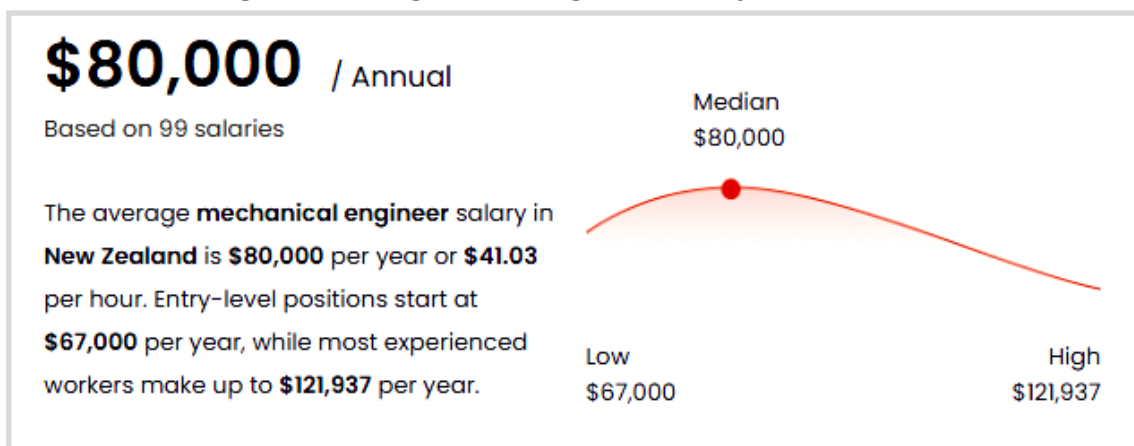 $80,000 / Annual
Based on 99 salaries
The average mechanical engineer salary in
New Zealand is $80,000 per year or $41.03
per hour. Entry-level positions start at
$67,000 per year, while most experienced
workers make up to $121,937 per year.
Median
$80,000
Low
$67,000
High
$121,937